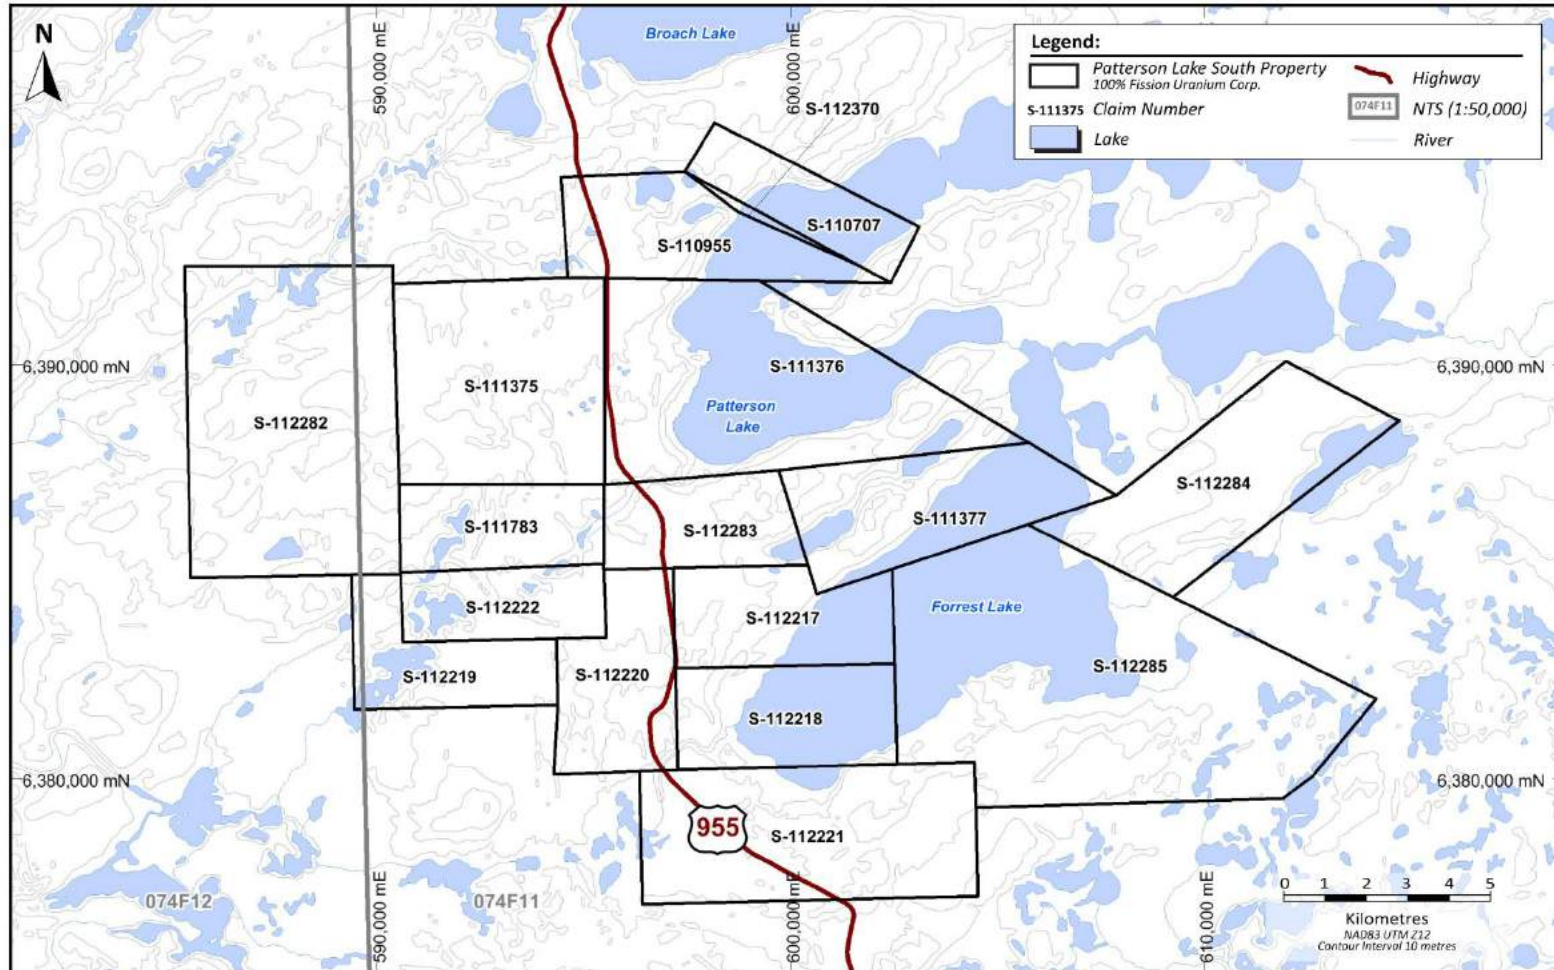 N
590,000 mE
Broach Lake
600,000 mE
Legend:
Patterson Lake South Property
100% Fission Uranium Corp.
S-111375 Claim Number
Lake
Highway
074F11 NTS (1:50,000)
River
S-112370
S-110707
S-110955
6,390,000 mN
S-111376
6,390,000 mN
S-111375
Patterson
Lake
S-112282
S-112284
S-111377
S-111783
S-112283
S-112222
Forrest Lake
S-112217
S-112285
S-112219
S-112220
S-112218
6,380,000 mN
6,380,000 mN
955
S-112221
074F12
074F11
590,000 mE
600,000 mE
610,000 mE
0 1 2 3 4 5
Kilometres
NAD83 UTM Z12
Contour Interval 10 metres